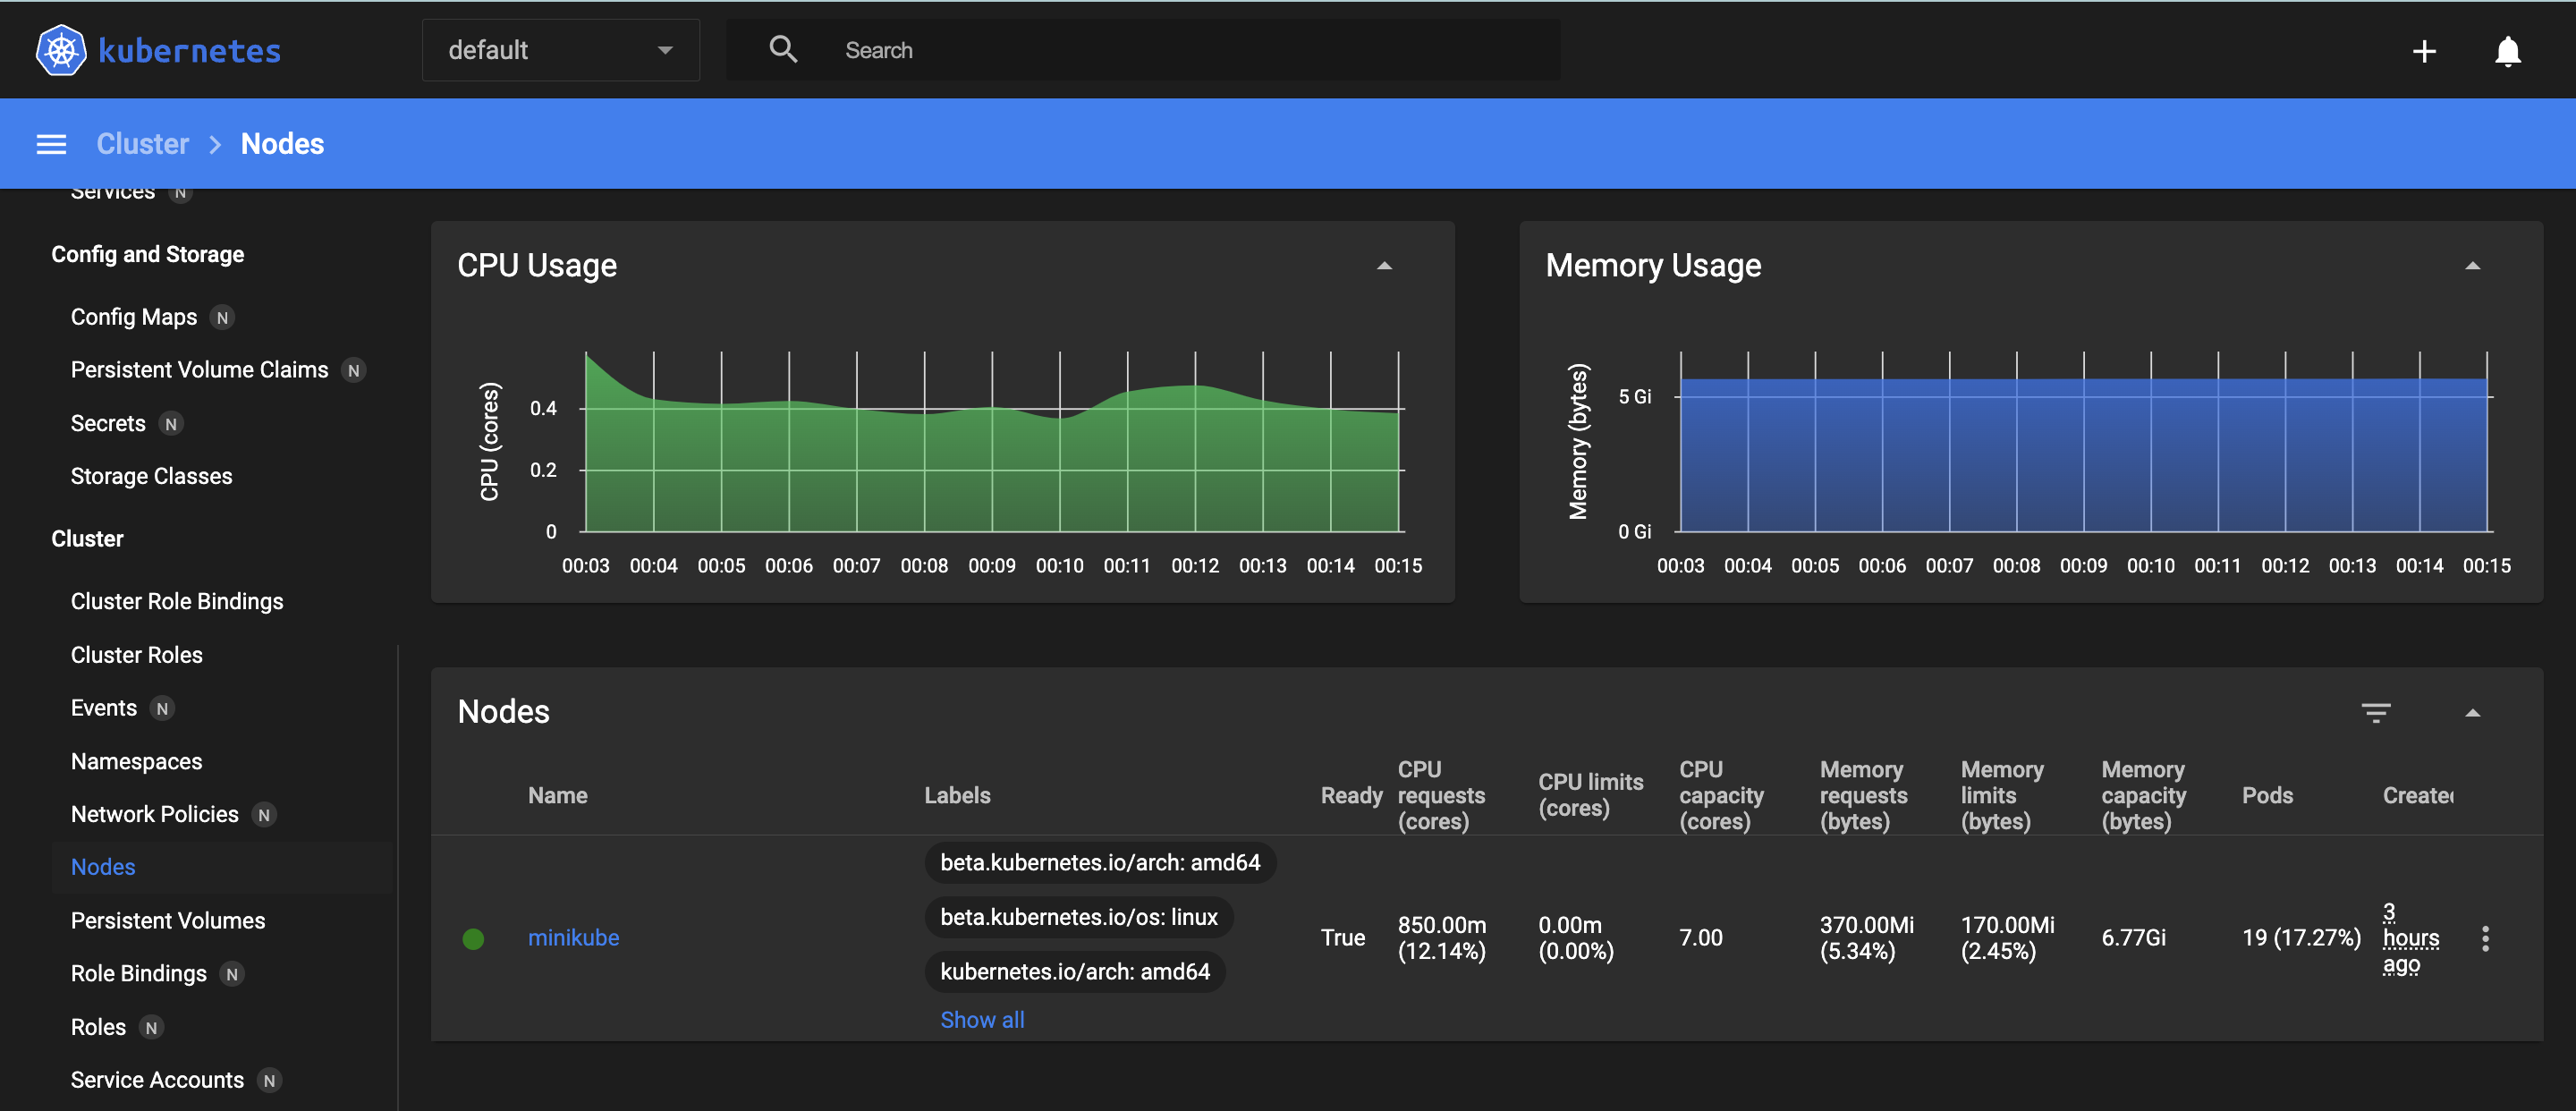 kubernetes
default
Search
Cluster > Nodes
Services N
Config and Storage
Config Maps N
Persistent Volume Claims N
Secrets N
Storage Classes
Cluster
Cluster Role Bindings
Cluster Roles
Events N
Namespaces
Network Policies N
Nodes
Persistent Volumes
Role Bindings N
Roles N
Service Accounts N
CPU Usage
CPU (cores)
0.4
0.2
0
00:03 00:04 00:05 00:06 00:07 00:08 00:09 00:10 00:11 00:12 00:13 00:14 00:15
Memory Usage
Memory (bytes)
5 Gi
0 Gi
00:03 00:04 00:05 00:06 00:07 00:08 00:09 00:10 00:11 00:12 00:13 00:14 00:15
Nodes
Name
Labels
Ready
CPU
requests
(cores)
CPU limits
(cores)
CPU
capacity
(cores)
Memory
requests
(bytes)
Memory
limits
(bytes)
Memory
capacity
(bytes)
Pods
Created
minikube
beta.kubernetes.io/arch: amd64
beta.kubernetes.io/os: linux
kubernetes.io/arch: amd64
Show all
True
850.00m
(12.14%)
0.00m
(0.00%)
7.00
370.00Mi
(5.34%)
170.00Mi
(2.45%)
6.77Gi
19 (17.27%)
3
hours
ago